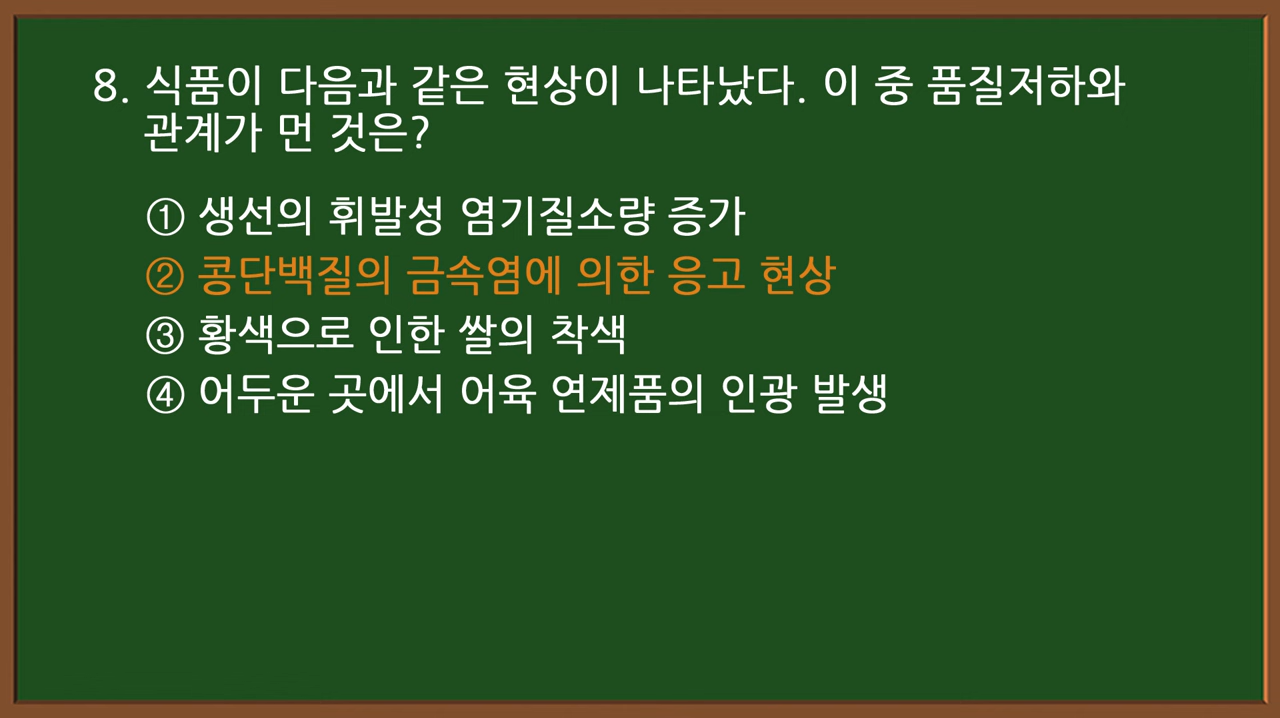 8. 식품이 다음과 같은 현상이 나타났다. 이 중 품질저하와
관계가 먼 것은?
① 생선의 휘발성 염기질소량 증가
② 콩단백질의 금속염에 의한 응고 현상
③ 황색으로 인한 쌀의 착색
④ 어두운 곳에서 어육 연제품의 인광 발생